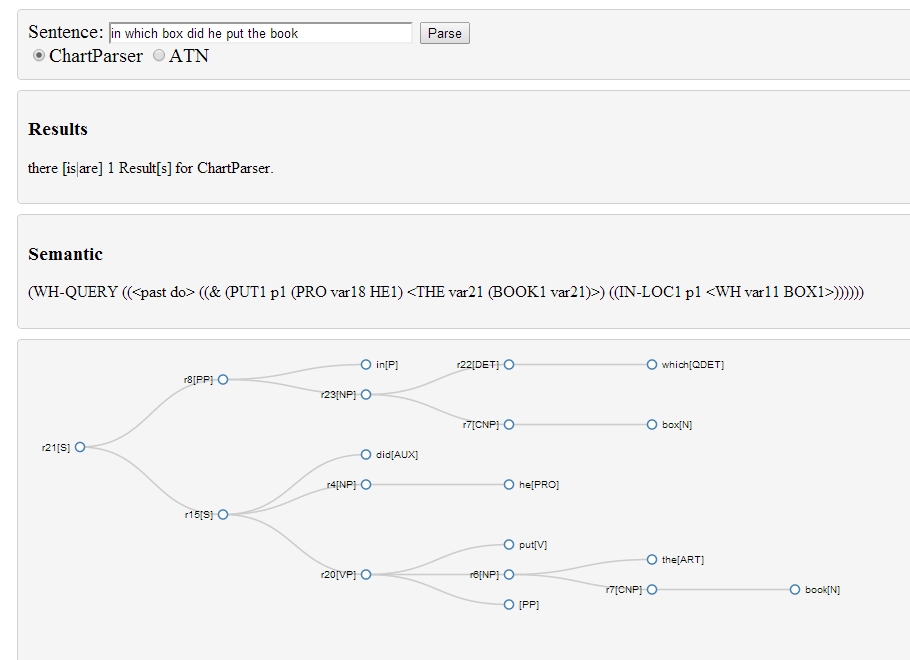 Sentence: in which box did he put the book Parse
ChartParser ATN
Results
there [is|are] 1 Result[s] for ChartParser.
Semantic
(WH-QUERY ((<past do> ((& (PUT1 p1 (PRO var18 HE1) <THE var21 (BOOK1 var21)>) ((IN-LOC1 p1 <WH var11 BOX1>))))))
in[P]
r22[DET] which[QDET]
r8[PP]
r23[NP]
r7[CNP] box[N]
r21[S]
did[AUX]
r4[NP] he[PRO]
r15[S]
put[V]
the[ART]
r20[VP] r6[NP]
r7[CNP] book[N]
[PP]